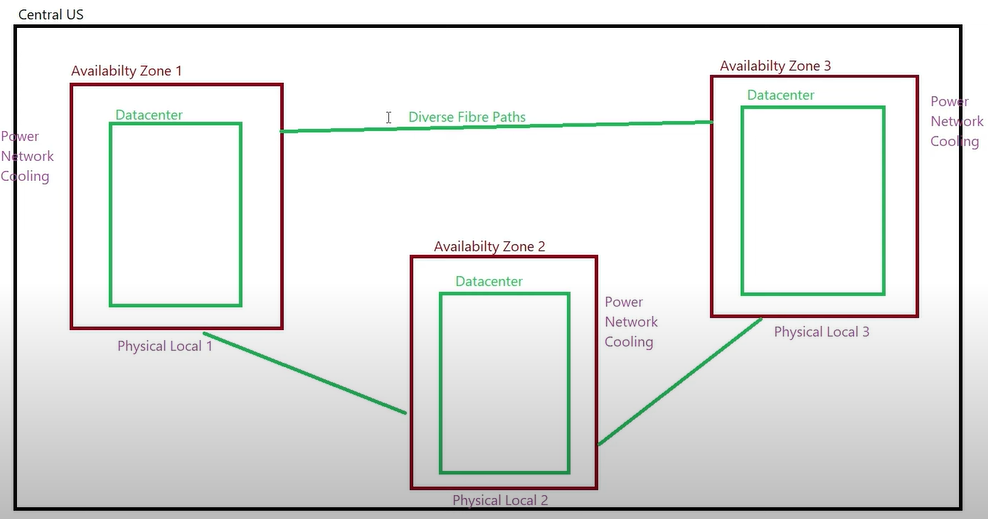 Central US
Availabilty Zone 1
Datacenter
Power
Network
Cooling
Physical Local 1
Diverse Fibre Paths
Availabilty Zone 3
Datacenter
Power
Network
Cooling
Physical Local 3
Availabilty Zone 2
Datacenter
Power
Network
Cooling
Physical Local 2